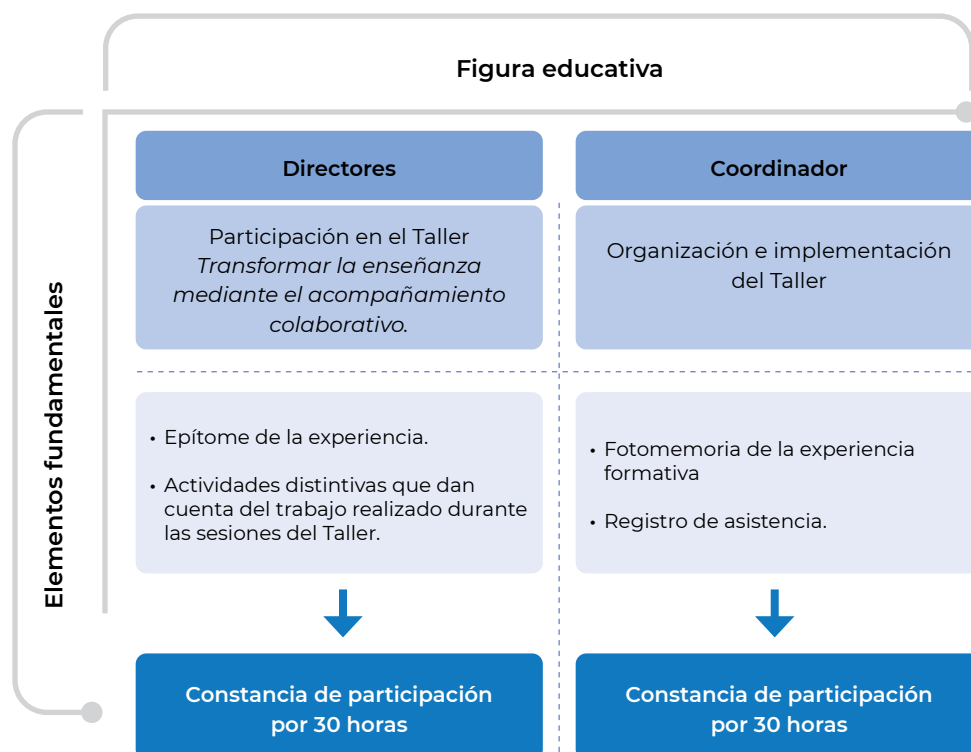 Figura educativa
Elementos fundamentales
Directores
Coordinador
Participación en el Taller
Transformar la enseñanza
mediante el acompañamiento
colaborativo.
Organización e implementación
del Taller
• Epítome de la experiencia.
• Actividades distintivas que dan
cuenta del trabajo realizado durante
las sesiones del Taller.
• Fotomemoria de la experiencia
formativa
• Registro de asistencia.
Constancia de participación
por 30 horas
Constancia de participación
por 30 horas